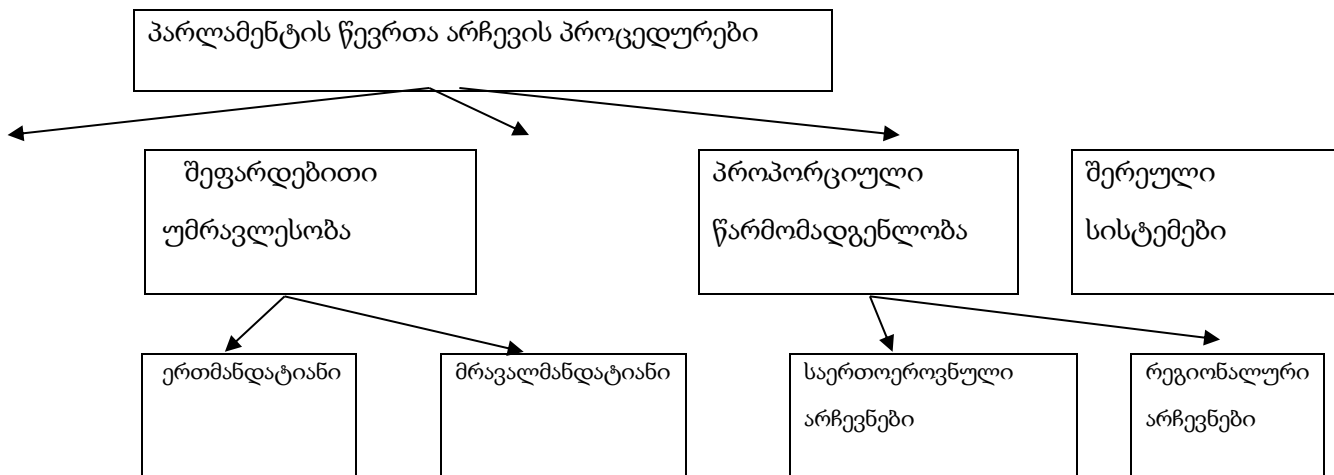 პარლამენტის წევრთა არჩევის პროცედურები
შეფარდებითი
უმრავლესობა
პროპორციული
წარმომადგენლობა
შერეული
სისტემები
ერთმანდატიანი
მრავალმანდატიანი
საერთოეროვნული
არჩევნები
რეგიონალური
არჩევნები